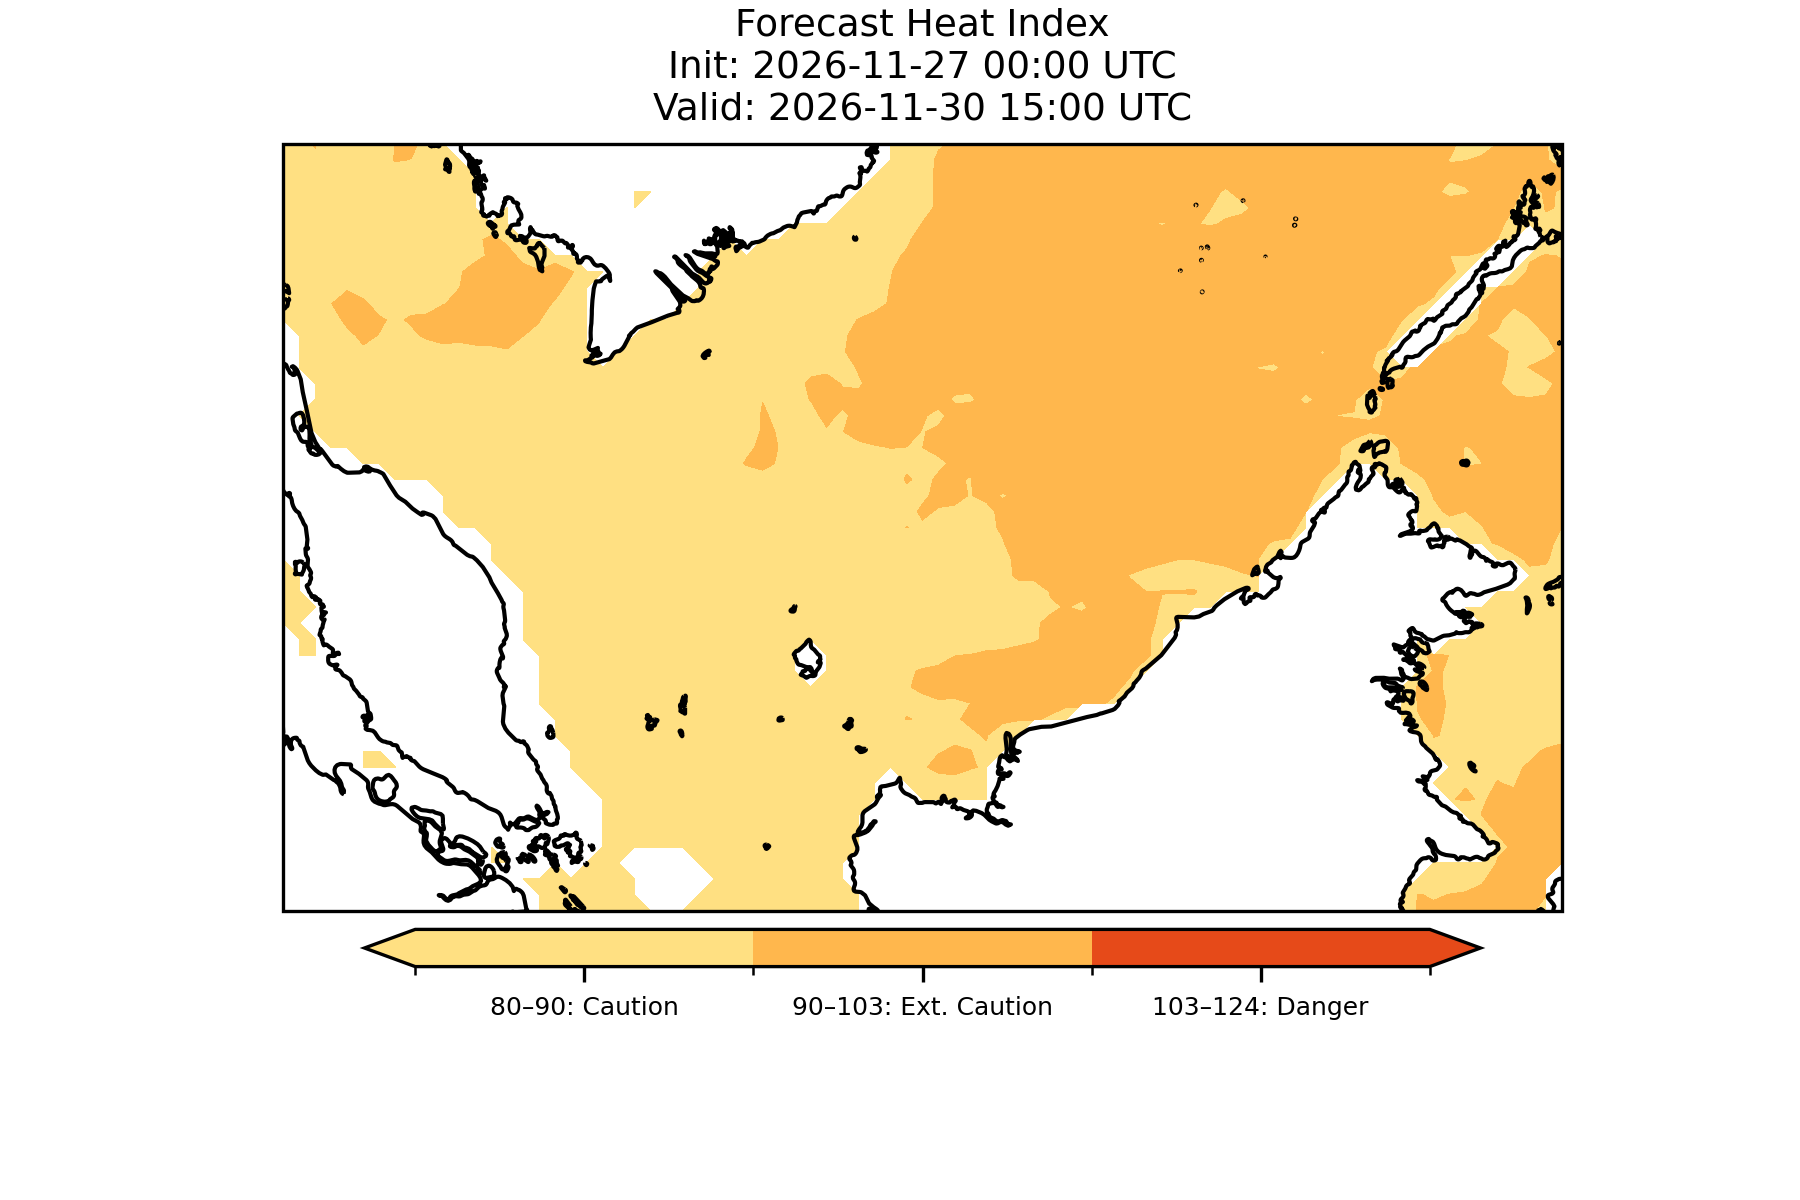 Forecast Heat Index
Init: 2026-11-27 00:00 UTC
Valid: 2026-11-30 15:00 UTC
80–90: Caution
90–103: Ext. Caution
103–124: Danger